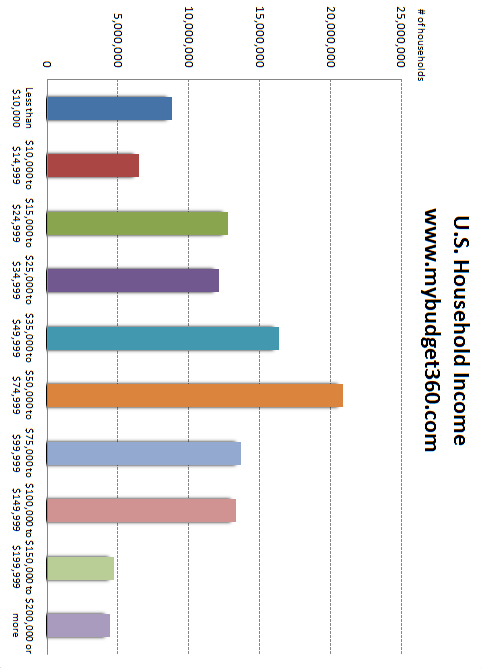 U.S. Household Income
www.mybudget360.com
# of households
25,000,000
20,000,000
15,000,000
10,000,000
5,000,000
0
Less than
$10,000
$10,000 to
$14,999
$15,000 to
$24,999
$25,000 to
$34,999
$35,000 to
$49,999
$50,000 to
$74,999
$75,000 to
$99,999
$100,000 to
$149,999
$150,000 to
$199,999
$200,000 or
more